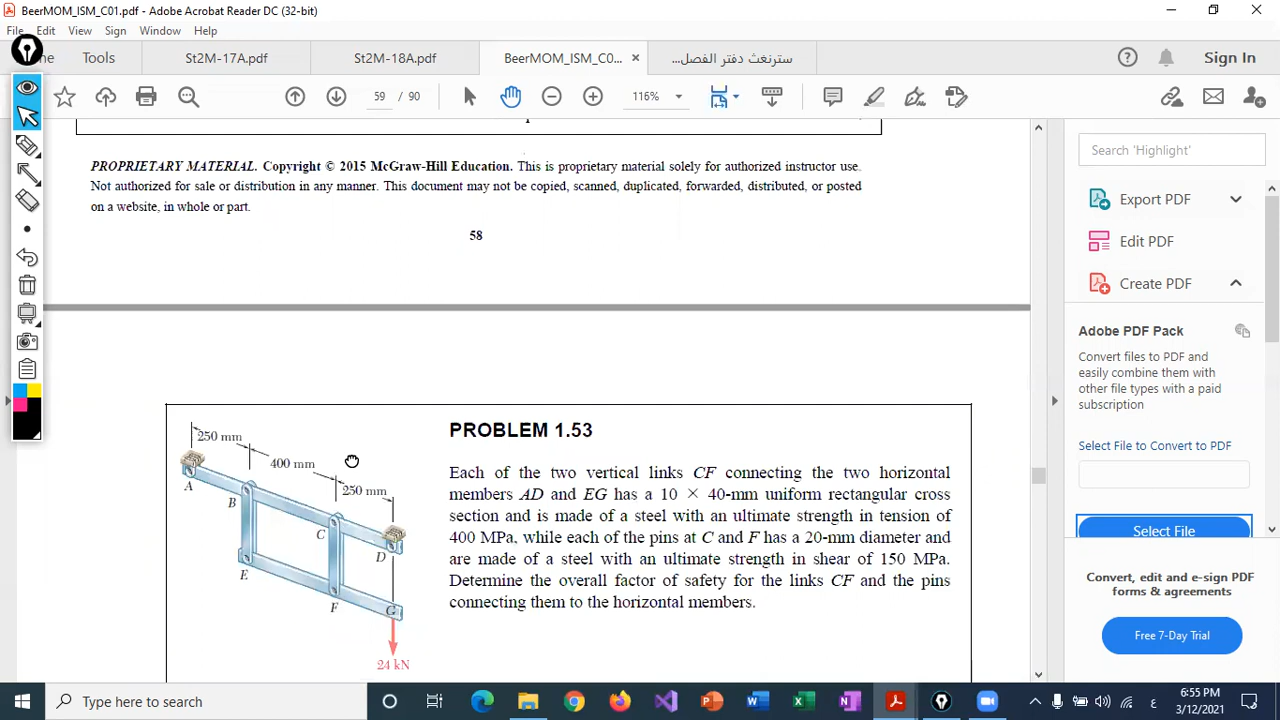 BeerMOM_ISM_C01.pdf - Adobe Acrobat Reader DC (32-bit)
File Edit View Sign Window Help
me Tools St2M-17A.pdf St2M-18A.pdf BeerMOM_ISM_C0... × سترنغث دفتر الفصل... Sign In
59 / 90 116%
PROPRIETARY MATERIAL. Copyright © 2015 McGraw-Hill Education. This is proprietary material solely for authorized instructor use.
Not authorized for sale or distribution in any manner. This document may not be copied, scanned, duplicated, forwarded, distributed, or posted
on a website, in whole or part.
58
PROBLEM 1.53
Each of the two vertical links CF connecting the two horizontal
members AD and EG has a 10 × 40-mm uniform rectangular cross
section and is made of a steel with an ultimate strength in tension of
400 MPa, while each of the pins at C and F has a 20-mm diameter and
are made of a steel with an ultimate strength in shear of 150 MPa.
Determine the overall factor of safety for the links CF and the pins
connecting them to the horizontal members.
250 mm
400 mm
250 mm
A
B
C
D
E
F
G
24 kN
Search 'Highlight'
Export PDF
Edit PDF
Create PDF
Adobe PDF Pack
Convert files to PDF and
easily combine them with
other file types with a paid
subscription
Select File to Convert to PDF
Select File
Convert, edit and e-sign PDF
forms & agreements
Free 7-Day Trial
Type here to search
ع
6:55 PM
3/12/2021